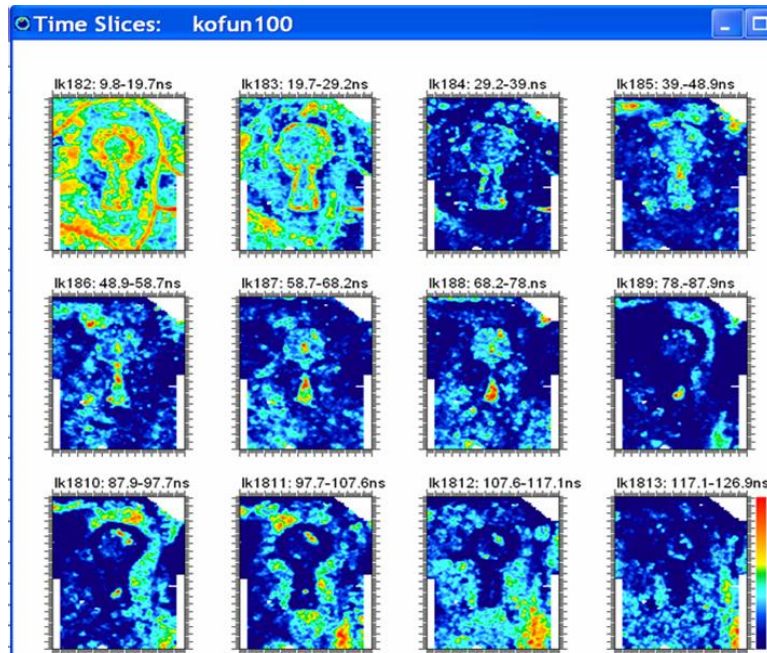 Time Slices: kofun100
lk182: 9.8-19.7ns lk183: 19.7-29.2ns lk184: 29.2-39.ns lk185: 39.-48.9ns
lk186: 48.9-58.7ns lk187: 58.7-68.2ns lk188: 68.2-78.ns lk189: 78.-87.9ns
lk1810: 87.9-97.7ns lk1811: 97.7-107.6ns lk1812: 107.6-117.1ns lk1813: 117.1-126.9ns